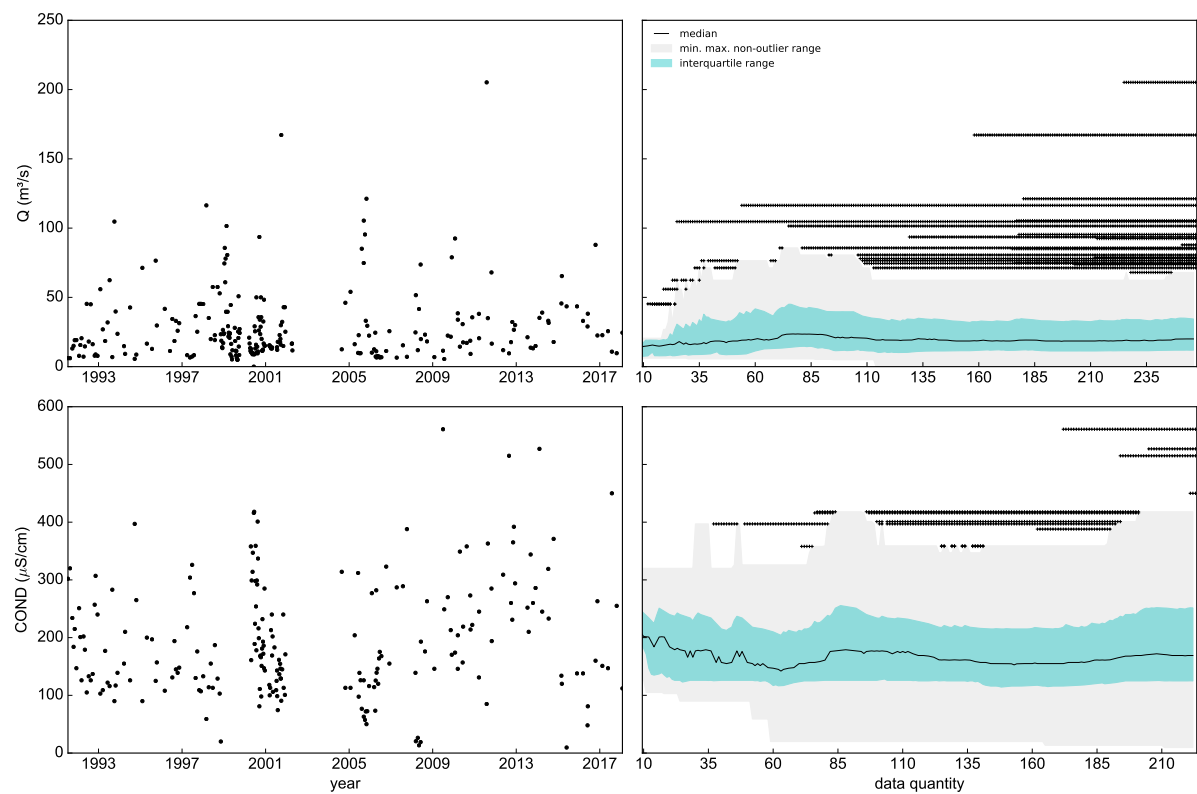 250
200
150
100
50
0
Q (m³/s)
1993 1997 2001 2005 2009 2013 2017
median
min. max. non-outlier range
interquartile range
10 35 60 85 110 135 160 185 210 235
600
500
400
300
200
100
0
COND (μS/cm)
1993 1997 2001 2005 2009 2013 2017
year
10 35 60 85 110 135 160 185 210
data quantity